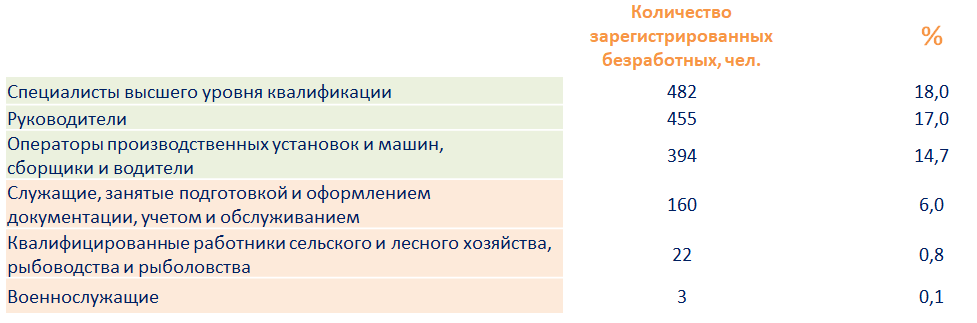 Количество
зарегистрированных
безработных, чел.
%
Специалисты высшего уровня квалификации 482 18,0
Руководители 455 17,0
Операторы производственных установок и машин,
сборщики и водители 394 14,7
Служащие, занятые подготовкой и оформлением
документации, учетом и обслуживанием 160 6,0
Квалифицированные работники сельского и лесного хозяйства,
рыбоводства и рыболовства 22 0,8
Военнослужащие 3 0,1